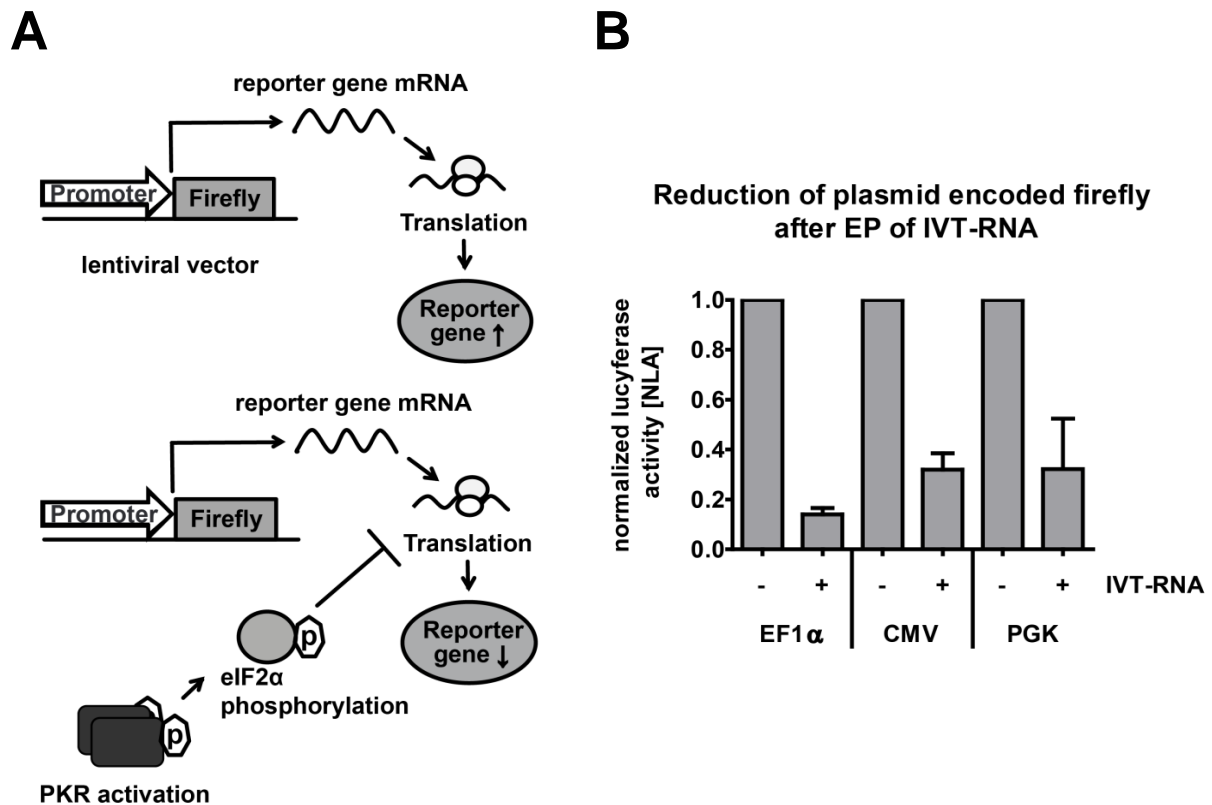 A
reporter gene mRNA
Promoter
Firefly
Translation
lentiviral vector
Reporter
gene ↑
reporter gene mRNA
Promoter
Firefly
Translation
p
Reporter
gene ↓
eIF2α
phosphorylation
p
PKR activation
B
Reduction of plasmid encoded firefly
after EP of IVT-RNA
normalized lucyferase
activity [NLA]
1.0
0.8
0.6
0.4
0.2
0.0
- + - + - + IVT-RNA
EF1α CMV PGK